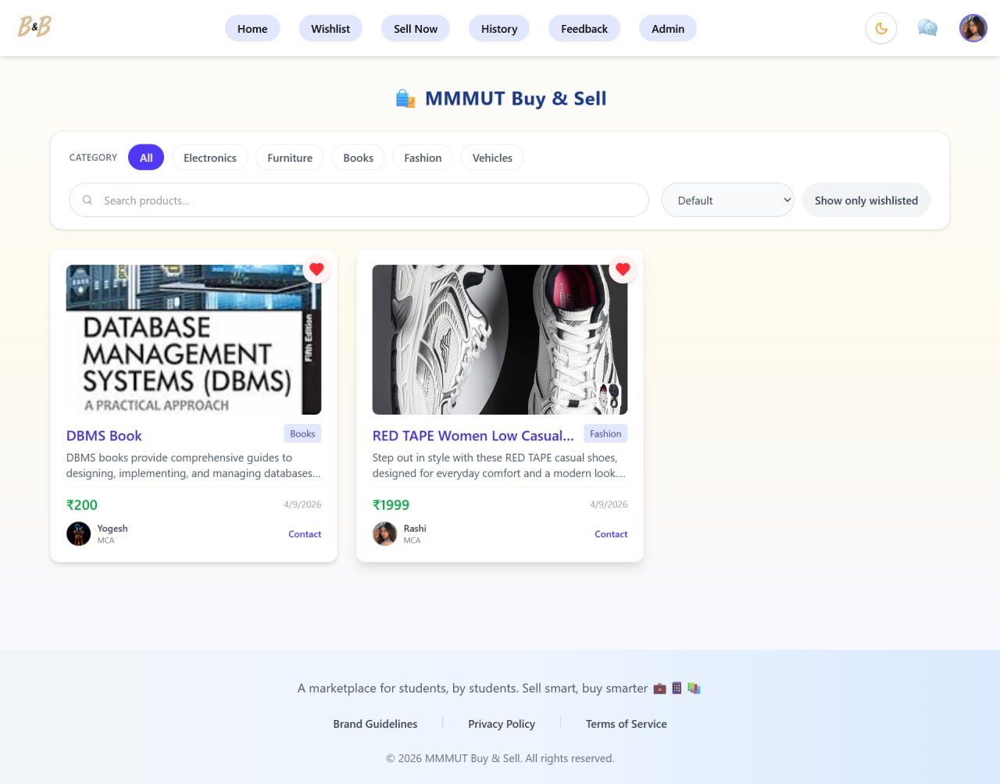 B&B
Home
Wishlist
Sell Now
History
Feedback
Admin
MMMUT Buy & Sell
CATEGORY
All
Electronics
Furniture
Books
Fashion
Vehicles
Search products...
Default
Show only wishlisted
DATABASE
MANAGEMENT
SYSTEMS (DBMS)
A PRACTICAL APPROACH
Fifth Edition
DBMS Book
Books
DBMS books provide comprehensive guides to
designing, implementing, and managing databases...
₹200
4/9/2026
Yogesh
MCA
Contact
RED TAPE Women Low Casual...
Fashion
Step out in style with these RED TAPE casual shoes,
designed for everyday comfort and a modern look....
₹1999
4/9/2026
Rashi
MCA
Contact
A marketplace for students, by students. Sell smart, buy smarter
Brand Guidelines
Privacy Policy
Terms of Service
© 2026 MMMUT Buy & Sell. All rights reserved.